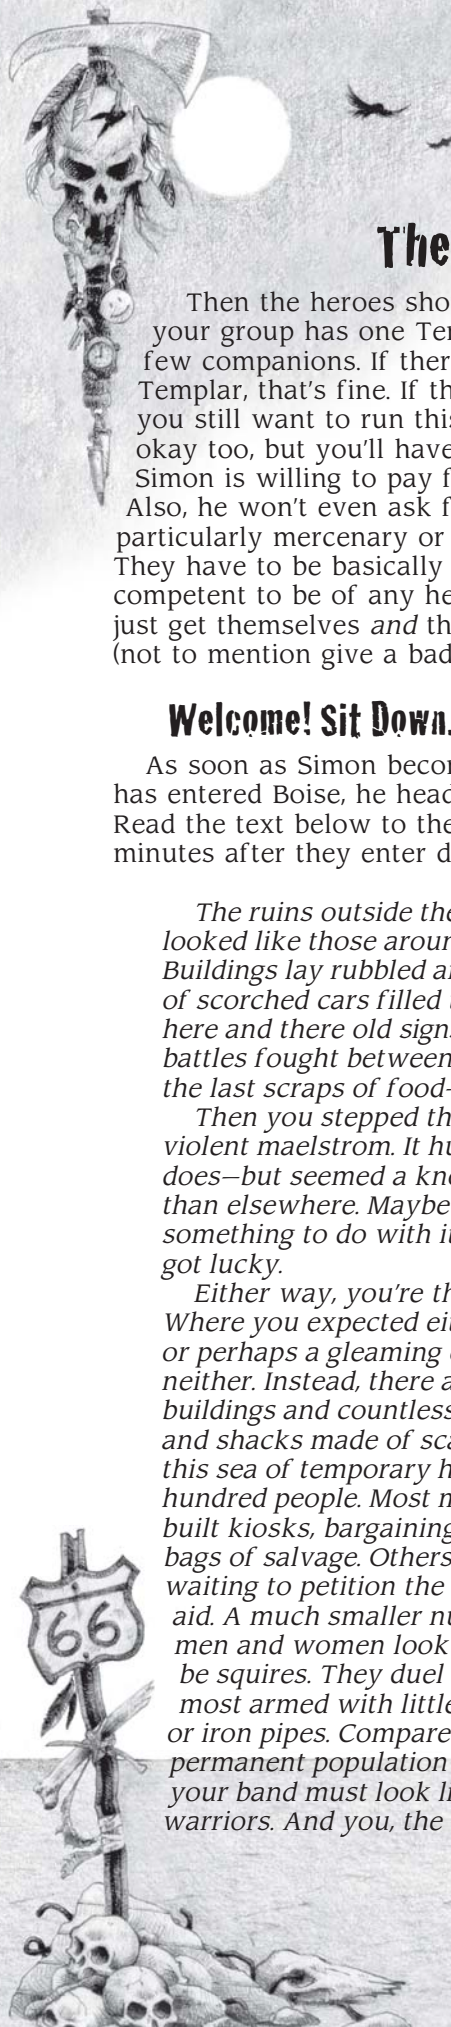 The
Then the heroes sho
your group has one Ter
few companions. If ther
Templar, that's fine. If th
you still want to run this
okay too, but you'll have
Simon is willing to pay f
Also, he won't even ask f
particularly mercenary or
They have to be basically
competent to be of any he
just get themselves and th
(not to mention give a bad
Welcome! Sit Down.
As soon as Simon becor
has entered Boise, he head
Read the text below to the
minutes after they enter d
The ruins outside the
looked like those arour
Buildings lay rubbled ar
of scorched cars filled
here and there old signs
battles fought between
the last scraps of food—
Then you stepped th
violent maelstrom. It hu
does—but seemed a kno
than elsewhere. Maybe
something to do with it
got lucky.
Either way, you're th
Where you expected eit
or perhaps a gleaming
neither. Instead, there a
buildings and countless
and shacks made of sca
this sea of temporary h
hundred people. Most m
built kiosks, bargaining
bags of salvage. Others
waiting to petition the
aid. A much smaller nu
men and women look
be squires. They duel
most armed with little
or iron pipes. Compare
permanent population
your band must look li
warriors. And you, the
66